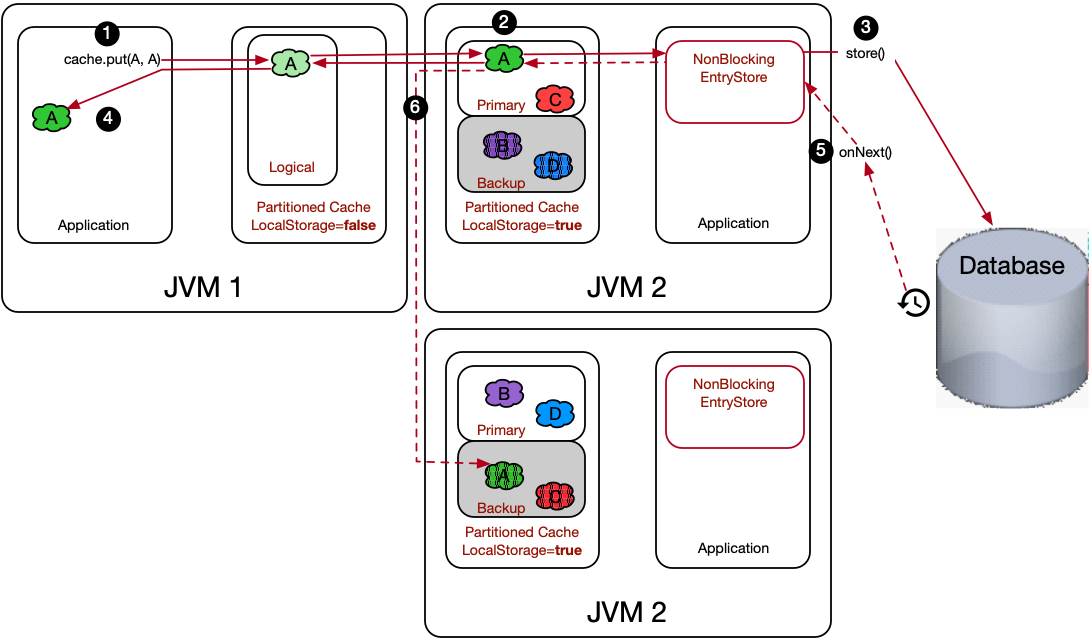 1
cache.put(A, A)
A
A
4
Logical
Application
Partitioned Cache
LocalStorage=false
JVM 1
2
A
C
Primary
B
D
Backup
Partitioned Cache
LocalStorage=true
6
NonBlocking
EntryStore
Application
JVM 2
3
store()
5
onNext()
Database
B
D
Primary
A
C
Backup
Partitioned Cache
LocalStorage=true
NonBlocking
EntryStore
Application
JVM 2